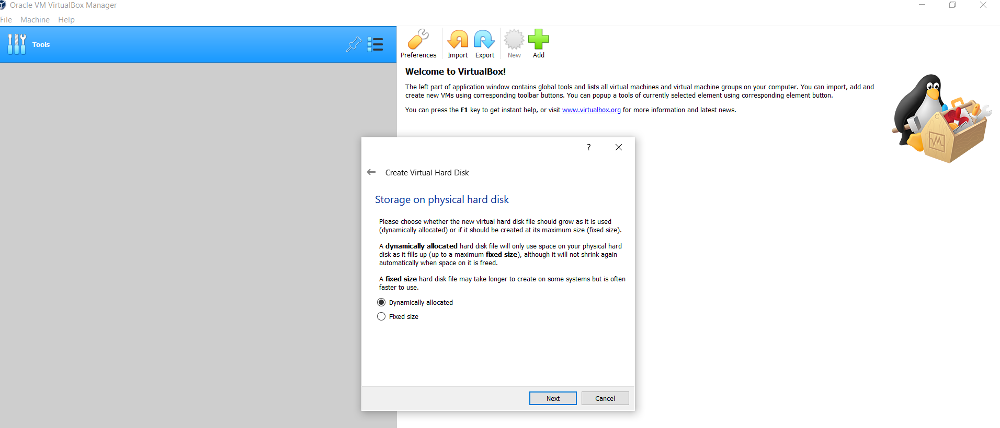 Oracle VM VirtualBox Manager
File Machine Help
Tools
Preferences Import Export New Add
Welcome to VirtualBox!
The left part of application window contains global tools and lists all virtual machines and virtual machine groups on your computer. You can import, add and
create new VMs using corresponding toolbar buttons. You can popup a tools of currently selected element using corresponding element button.
You can press the F1 key to get instant help, or visit www.virtualbox.org for more information and latest news.
?
Create Virtual Hard Disk
Storage on physical hard disk
Please choose whether the new virtual hard disk file should grow as it is used
(dynamically allocated) or if it should be created at its maximum size (fixed size).
A dynamically allocated hard disk file will only use space on your physical hard
disk as it fills up (up to a maximum fixed size), although it will not shrink again
automatically when space on it is freed.
A fixed size hard disk file may take longer to create on some systems but is often
faster to use.
Dynamically allocated
Fixed size
Next Cancel